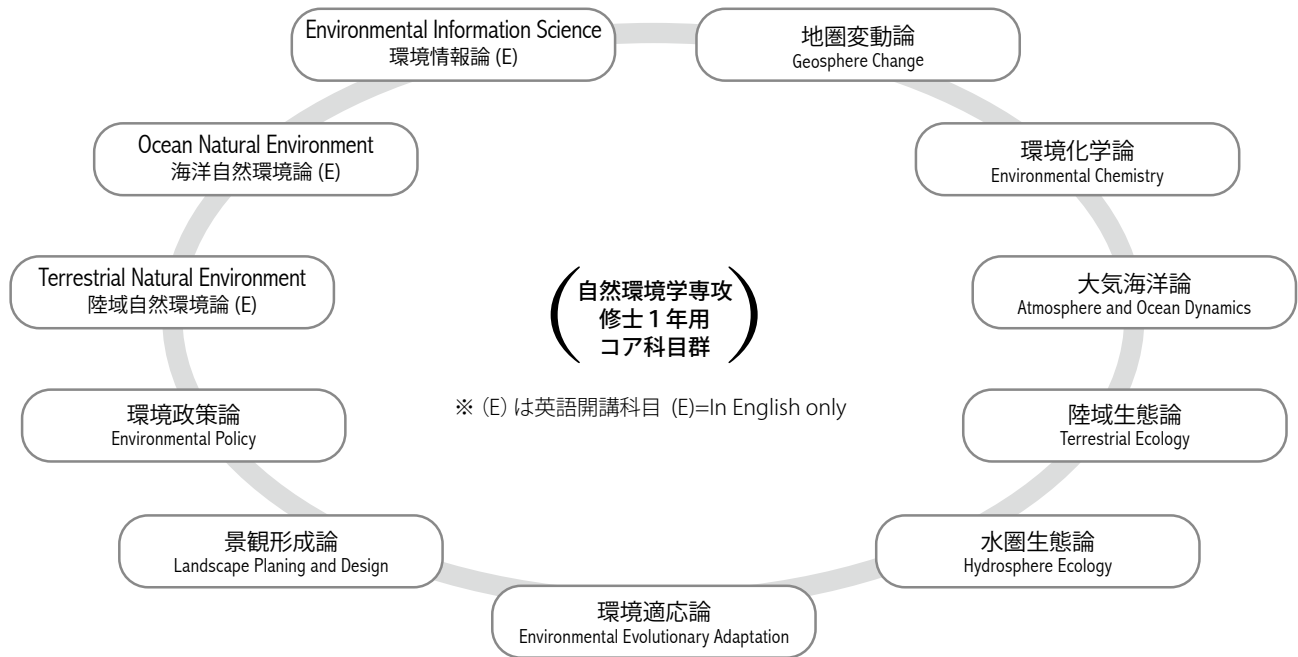 Environmental Information Science
環境情報論 (E)
地圏変動論
Geosphere Change
Ocean Natural Environment
海洋自然環境論 (E)
環境化学論
Environmental Chemistry
Terrestrial Natural Environment
陸域自然環境論 (E)
大気海洋論
Atmosphere and Ocean Dynamics
自然環境学専攻
修士1年用
コア科目群
※ (E) は英語開講科目 (E)=In English only
環境政策論
Environmental Policy
陸域生態論
Terrestrial Ecology
景観形成論
Landscape Planing and Design
水圏生態論
Hydrosphere Ecology
環境適応論
Environmental Evolutionary Adaptation